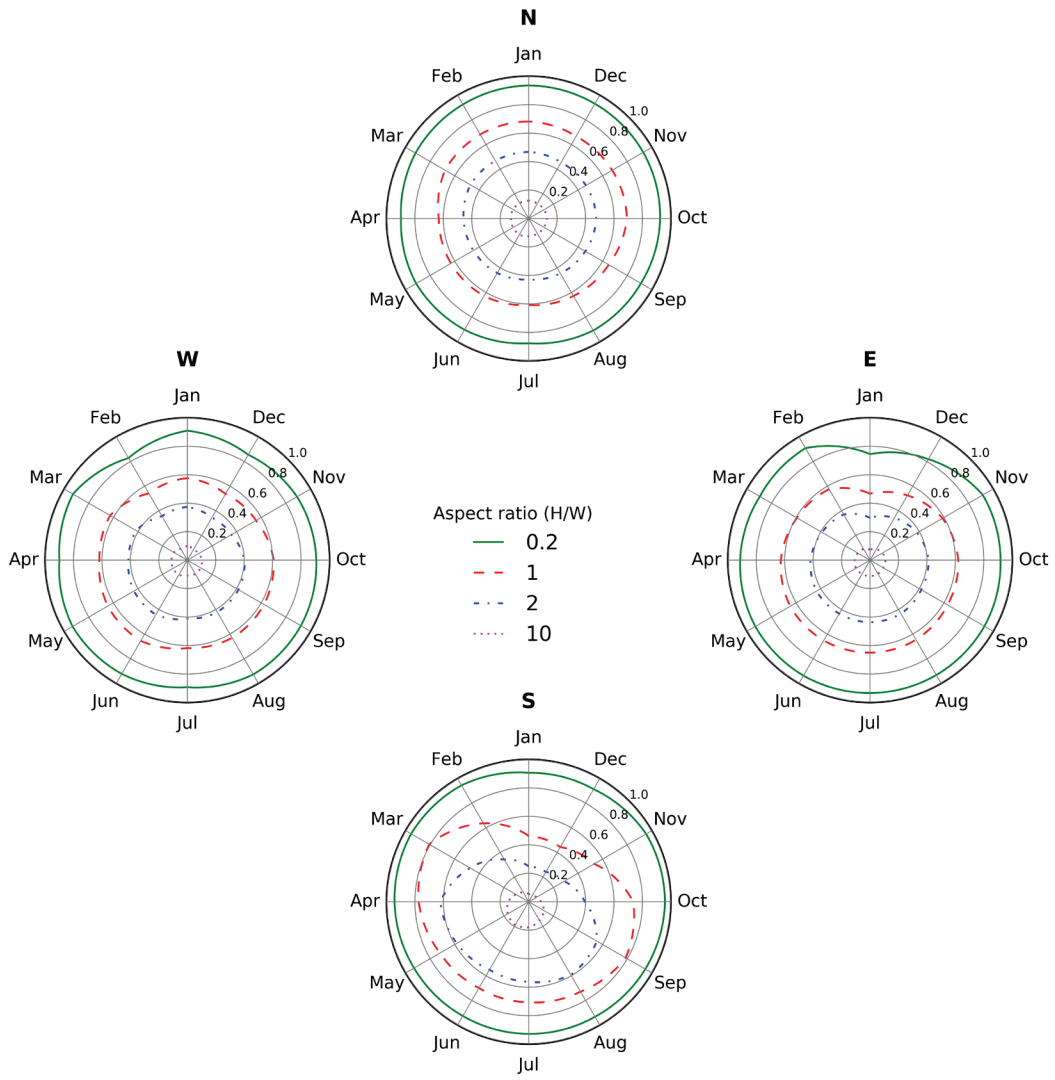 N
Jan
Feb Dec
1.0
Mar 0.8 Nov
0.6
0.4
0.2
Apr Oct
May Sep
Jun Aug
Jul
W E
Jan Jan
Feb Dec Feb Dec
1.0 1.0
Mar 0.8 Nov Mar 0.8 Nov
0.6 0.6
0.4 Aspect ratio (H/W) 0.4
0.2 0.2
0.2
Apr Oct Apr Oct
1
2
10
May Sep May Sep
Jun Aug Jun Aug
Jul Jul
S
Jan
Feb Dec
1.0
Mar 0.8 Nov
0.6
0.4
0.2
Apr Oct
May Sep
Jun Aug
Jul